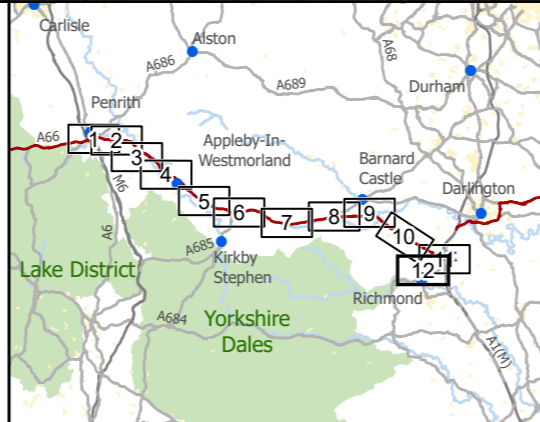 Carlisle
Alston
A686
A68
A689
Durham
Penrith
A66
Appleby-In-
Westmorland
Barnard
Castle
Darlington
1
2
3
4
5
6
7
8
9
10
12
M6
A6
A685
Kirkby
Stephen
Lake District
Richmond
A684
Yorkshire
Dales
A1(M)